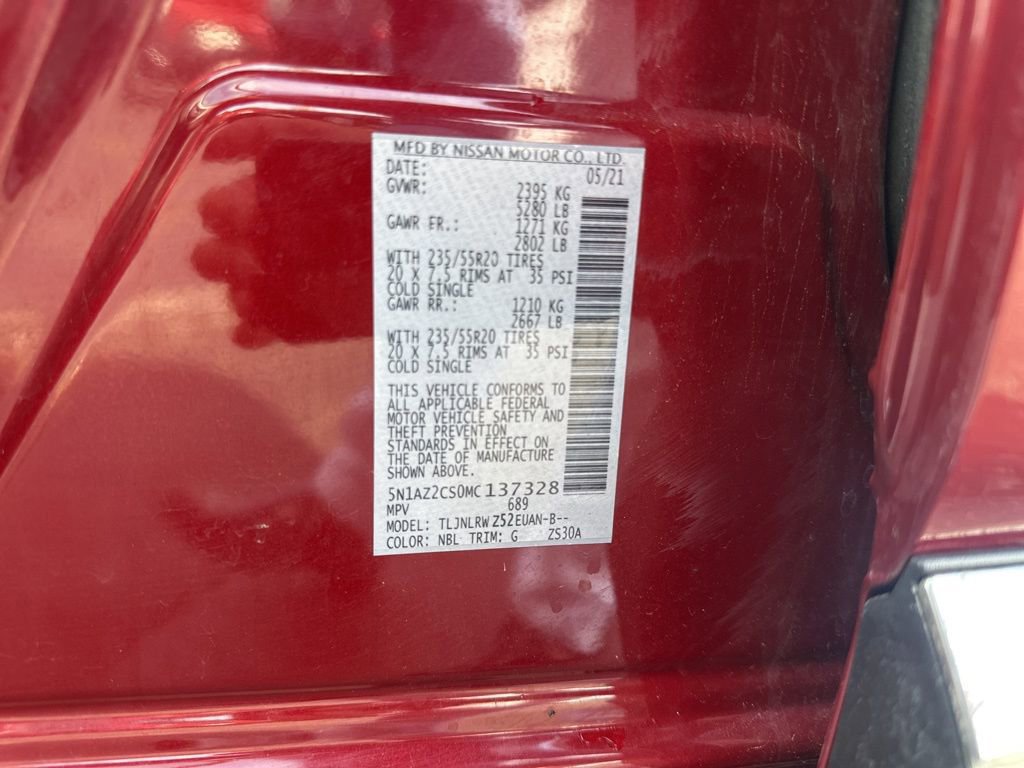 MFD BY NISSAN MOTOR CO., LTD.
DATE: 05/21
GVWR: 2395 KG
5280 LB
GAWR FR.: 1271 KG
2802 LB
WITH 235/55R20 TIRES
20 X 7.5 RIMS AT 35 PSI
COLD SINGLE
GAWR RR.: 1210 KG
2667 LB
WITH 235/55R20 TIRES
20 X 7.5 RIMS AT 35 PSI
COLD SINGLE
THIS VEHICLE CONFORMS TO
ALL APPLICABLE FEDERAL
MOTOR VEHICLE SAFETY AND
THEFT PREVENTION
STANDARDS IN EFFECT ON
THE DATE OF MANUFACTURE
SHOWN ABOVE.
5N1AZ2CS0MC137328
MPV 689
MODEL: TLJNLRWZ52EUAN-B--
COLOR: NBL TRIM: G ZS30A